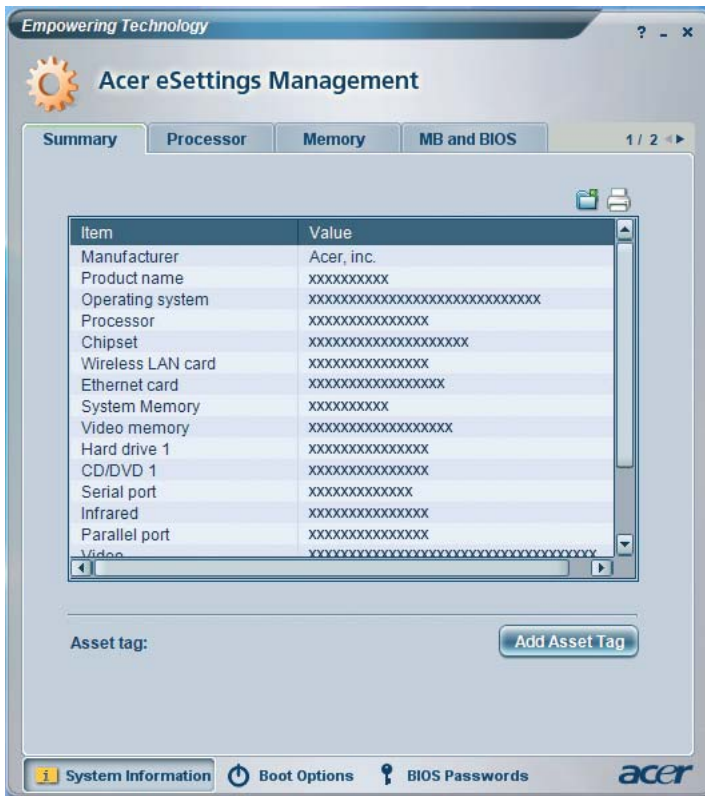 Empowering Technology
? - x
Acer eSettings Management
Summary Processor Memory MB and BIOS 1 / 2
Item Value
Manufacturer Acer, inc.
Product name xxxxxxxxxx
Operating system xxxxxxxxxxxxxxxxxxxxxxxxxxxxx
Processor xxxxxxxxxxxxxxx
Chipset xxxxxxxxxxxxxxxxxxxx
Wireless LAN card xxxxxxxxxxxxxxx
Ethernet card xxxxxxxxxxxxxxxxx
System Memory xxxxxxxxxx
Video memory xxxxxxxxxxxxxxxxxx
Hard drive 1 xxxxxxxxxxxxxxx
CD/DVD 1 xxxxxxxxxxxxxxx
Serial port xxxxxxxxxxxxx
Infrared xxxxxxxxxxxxxxx
Parallel port xxxxxxxxxxxxxxx
Video xxxxxxxxxxxxxxxxxxxxxxxxxxxxxxxxxxxx
Asset tag: Add Asset Tag
i System Information Boot Options BIOS Passwords acer